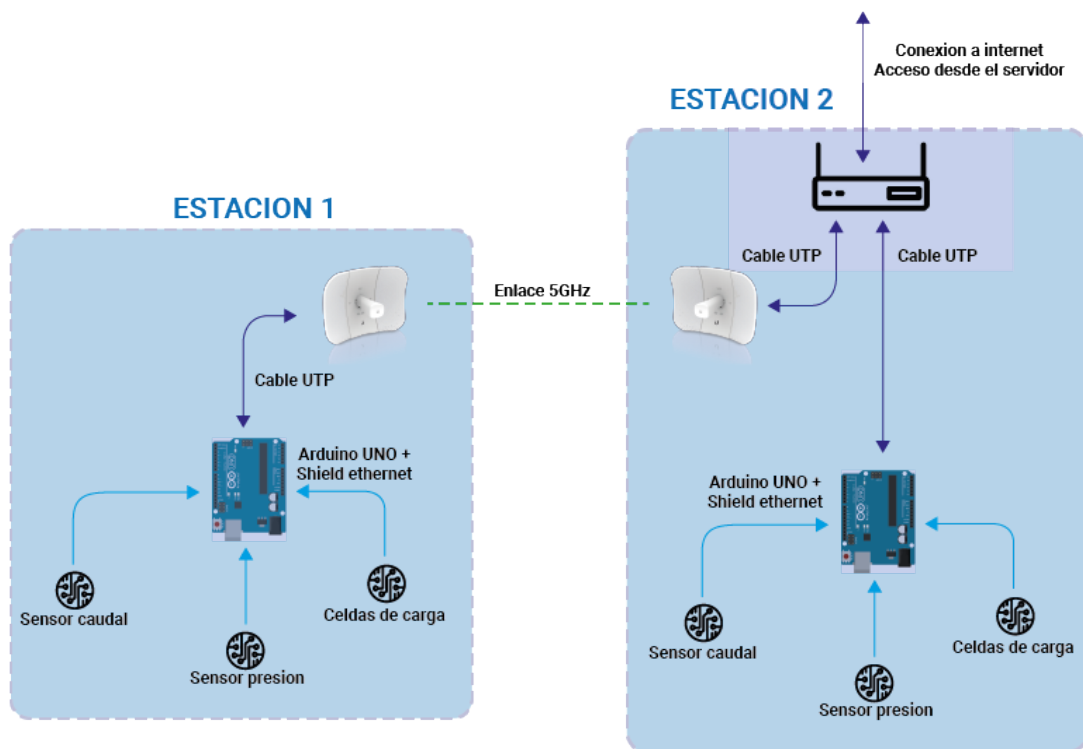 Conexion a internet
Acceso desde el servidor
ESTACION 2
ESTACION 1
Cable UTP
Cable UTP
Enlace 5GHz
Cable UTP
Arduino UNO +
Shield ethernet
Arduino UNO +
Shield ethernet
Sensor caudal
Celdas de carga
Sensor presion
Sensor caudal
Celdas de carga
Sensor presion